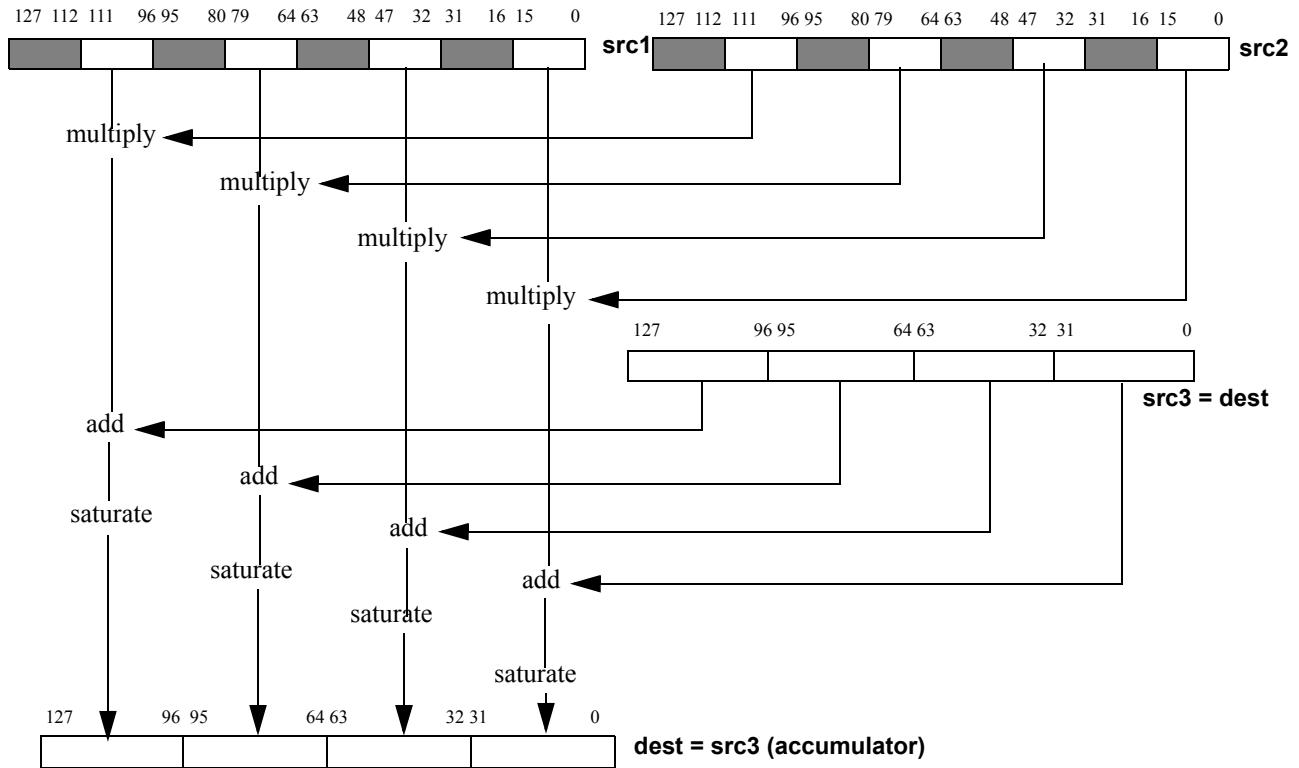 127 112 111 96 95 80 79 64 63 48 47 32 31 16 15 0
src1
127 112 111 96 95 80 79 64 63 48 47 32 31 16 15 0
src2
multiply
multiply
multiply
multiply
127 96 95 64 63 32 31 0
src3 = dest
add
add
add
add
saturate
saturate
saturate
saturate
127 96 95 64 63 32 31 0
dest = src3 (accumulator)